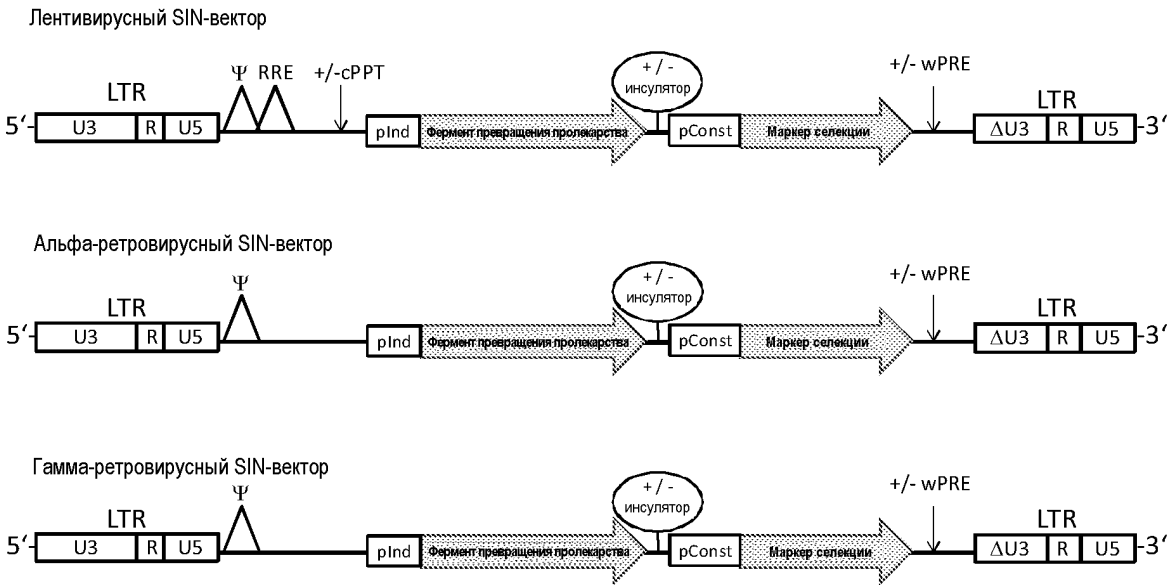 Лентивирусный SIN-вектор
LTR
Ψ RRE
+/-cPPT
+ / -
инсулятор
+/- wPRE
LTR
5‘- U3 R U5 pInd Фермент превращения пролекарства pConst Маркер селекции ΔU3 R U5 -3‘
Альфа-ретровирусный SIN-вектор
LTR
Ψ
+ / -
инсулятор
+/- wPRE
LTR
5‘- U3 R U5 pInd Фермент превращения пролекарства pConst Маркер селекции ΔU3 R U5 -3‘
Гамма-ретровирусный SIN-вектор
LTR
Ψ
+ / -
инсулятор
+/- wPRE
LTR
5‘- U3 R U5 pInd Фермент превращения пролекарства pConst Маркер селекции ΔU3 R U5 -3‘